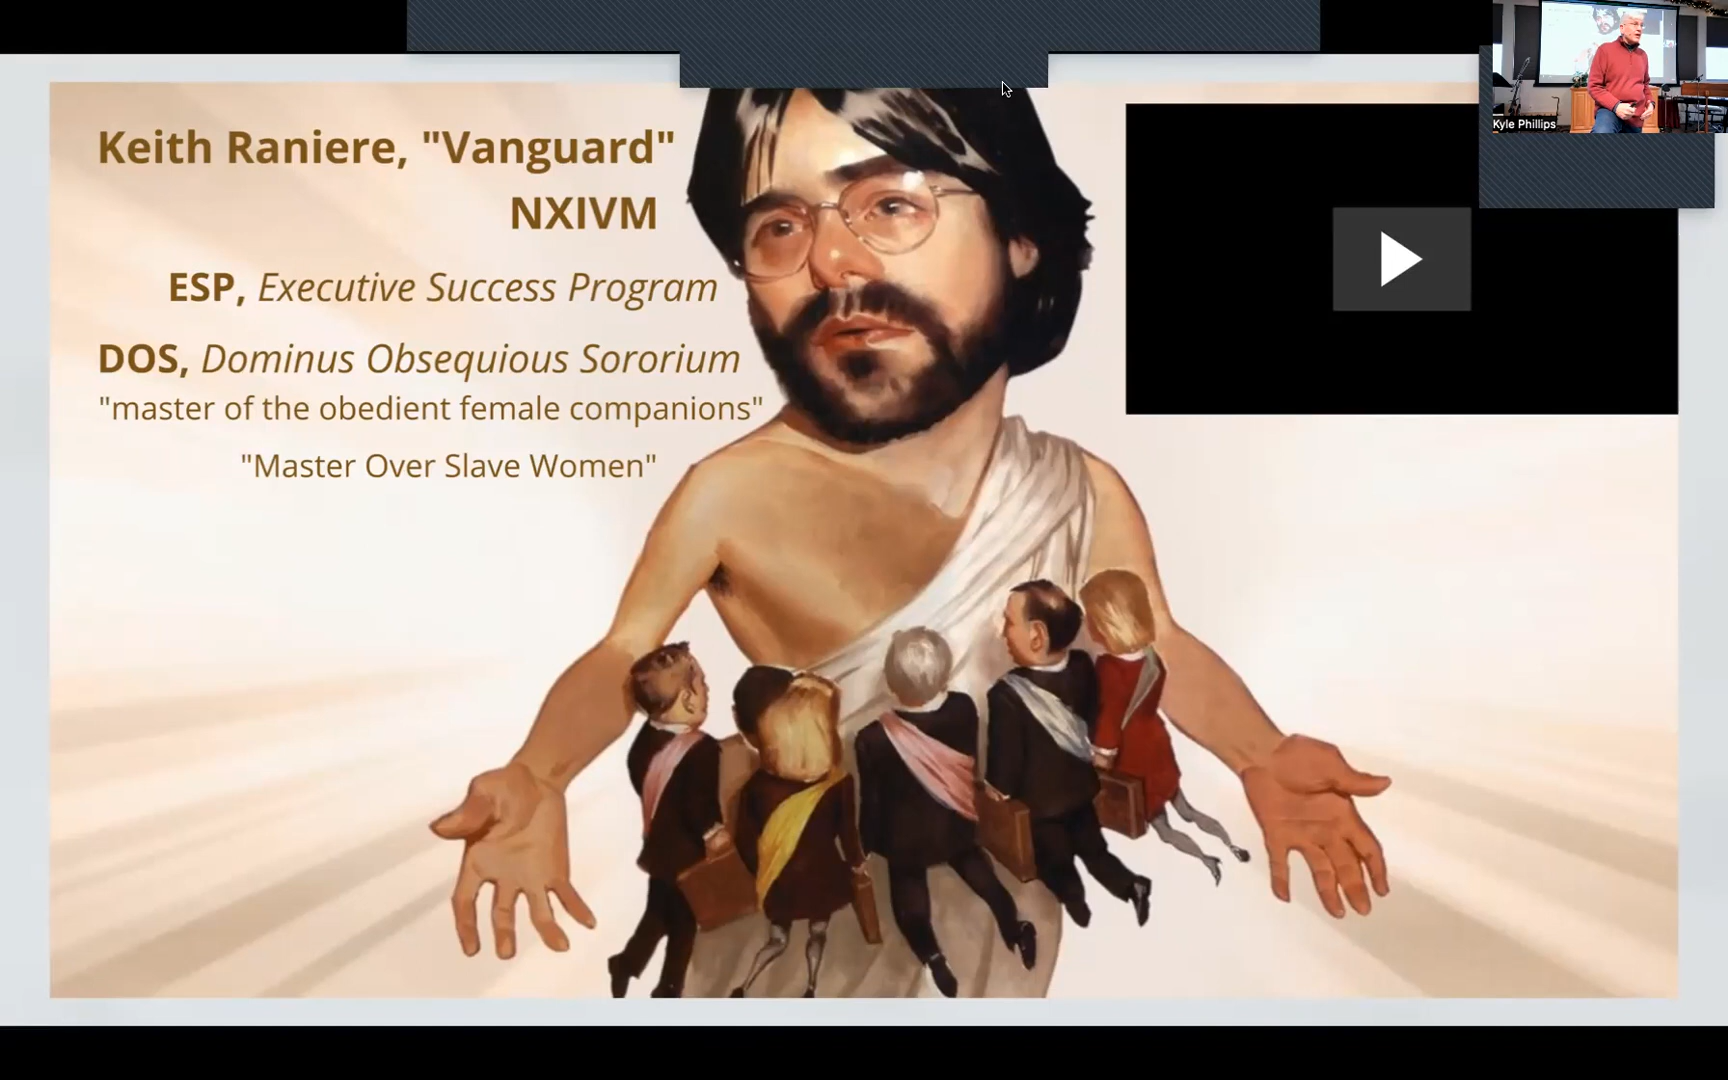 Keith Raniere, "Vanguard"
NXIVM
ESP, Executive Success Program
DOS, Dominus Obsequious Sororium
"master of the obedient female companions"
"Master Over Slave Women"
Kyle Phillips